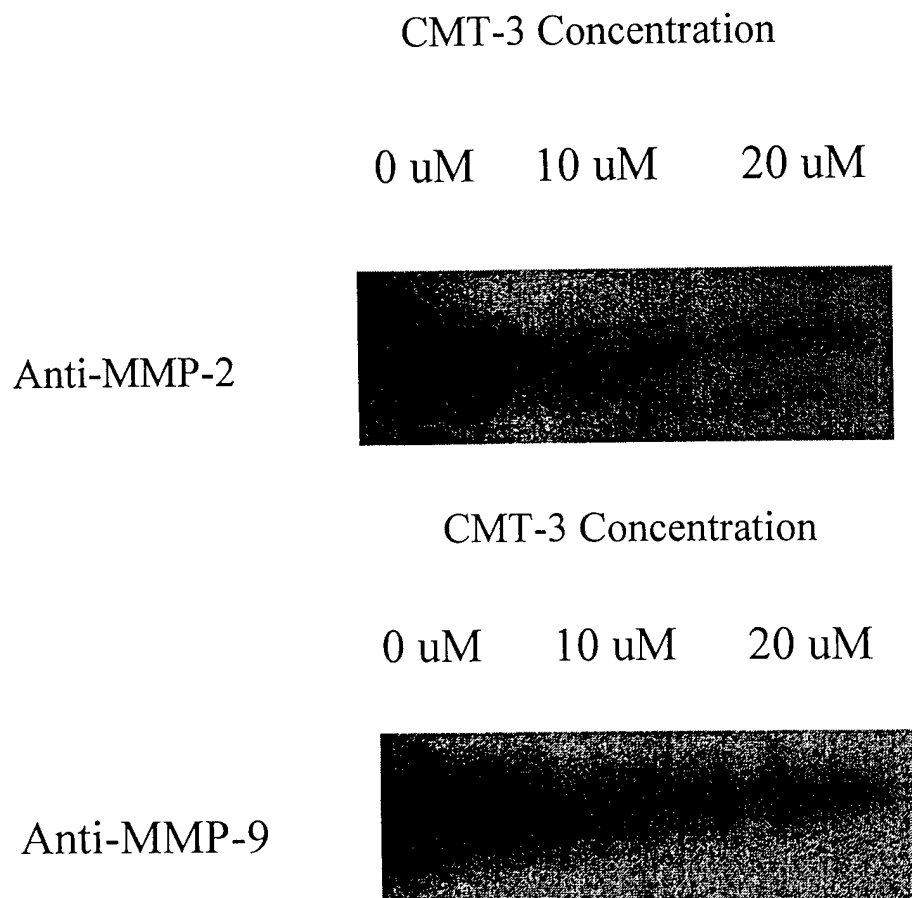 CMT-3 Concentration
0 uM 10 uM 20 uM
Anti-MMP-2
CMT-3 Concentration
0 uM 10 uM 20 uM
Anti-MMP-9